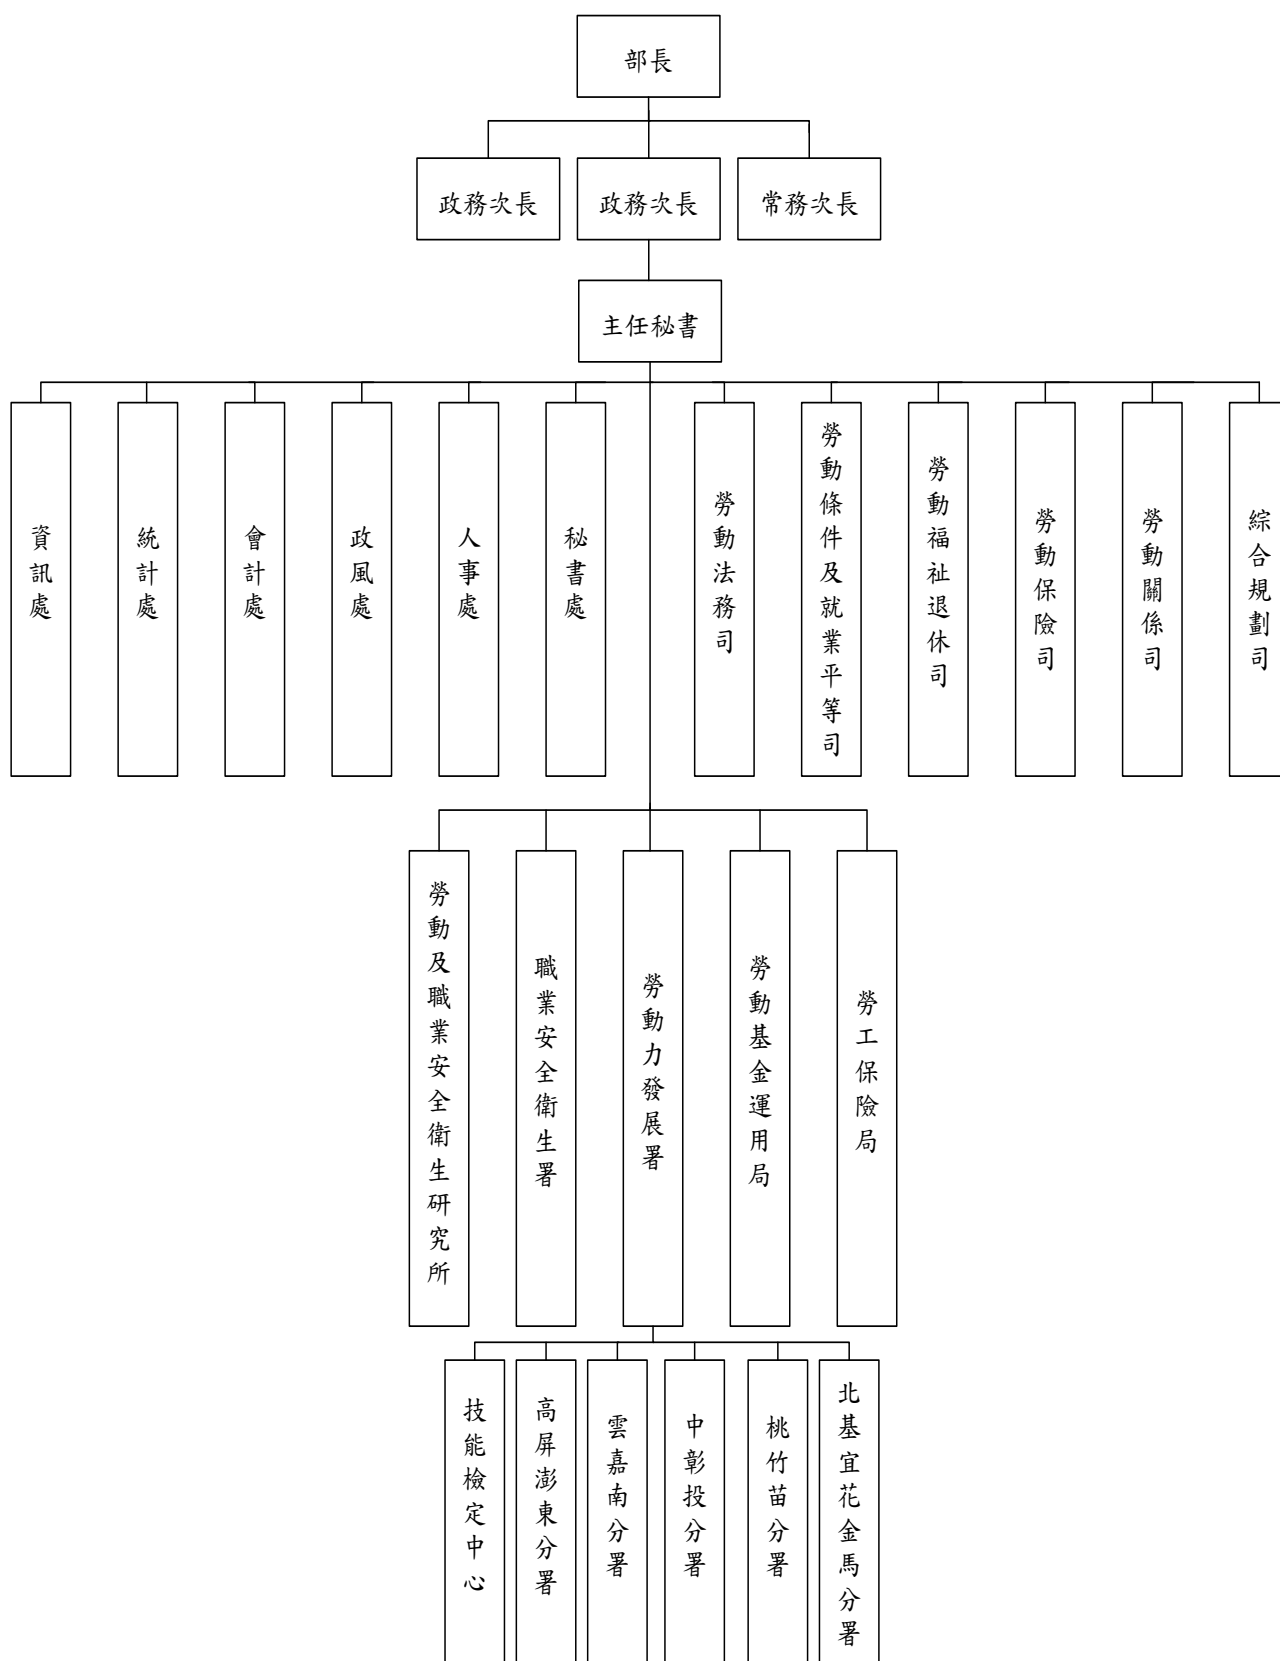 部長
政務次長
政務次長
常務次長
主任秘書
資訊處
統計處
會計處
政風處
人事處
秘書處
勞動法務司
勞動條件及就業平等司
勞動福祉退休司
勞動保險司
勞動關係司
綜合規劃司
勞動及職業安全衛生研究所
職業安全衛生署
勞動力發展署
勞動基金運用局
勞工保險局
技能檢定中心
高屏澎東分署
雲嘉南分署
中彰投分署
桃竹苗分署
北基宜花金馬分署